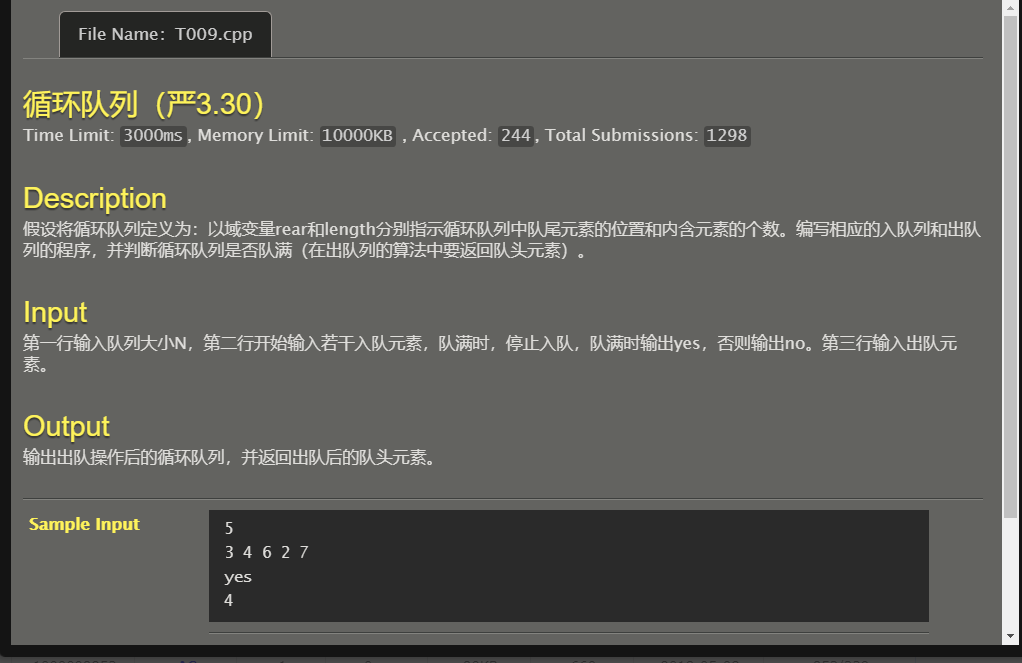 File Name: T009.cpp
循环队列（严3.30）
Time Limit: 3000ms, Memory Limit: 10000KB , Accepted: 244, Total Submissions: 1298
Description
假设将循环队列定义为：以域变量rear和length分别指示循环队列中队尾元素的位置和内含元素的个数。编写相应的入队列和出队
列的程序，并判断循环队列是否队满（在出队列的算法中要返回队头元素）。
Input
第一行输入队列大小N，第二行开始输入若干入队元素，队满时，停止入队，队满时输出yes，否则输出no。第三行输入出队元
素。
Output
输出出队操作后的循环队列，并返回出队后的队头元素。
Sample Input
5
3 4 6 2 7
yes
4